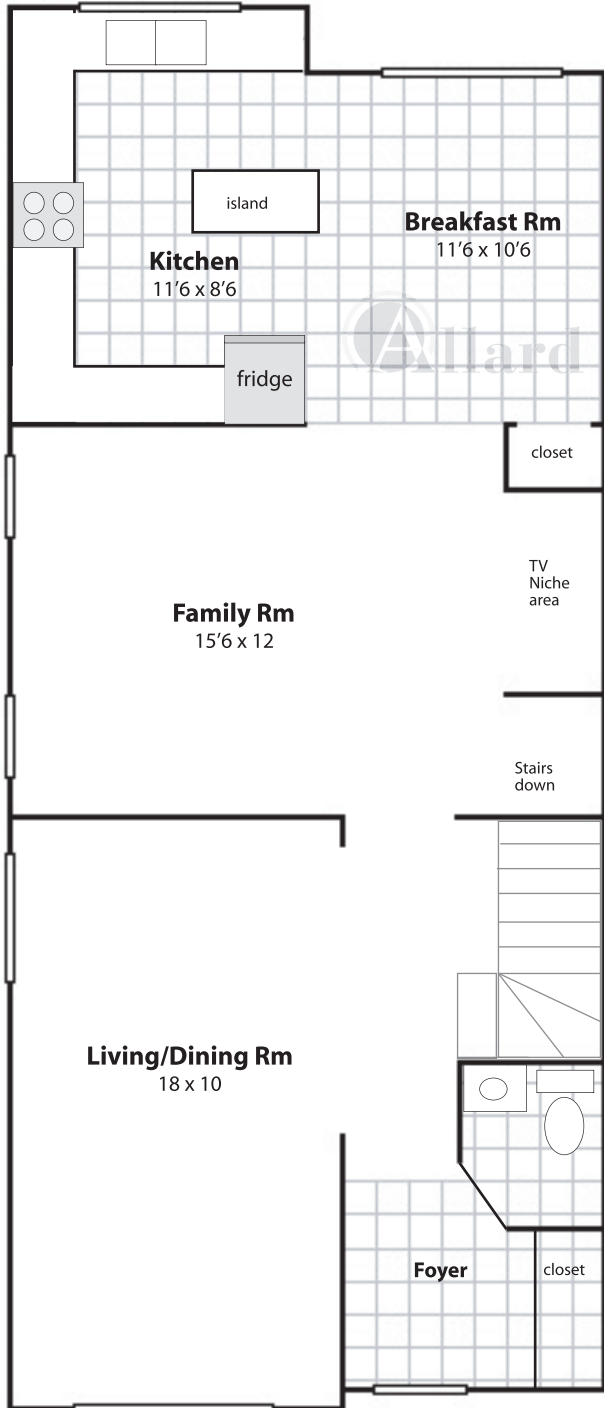 island
Breakfast Rm
11'6 x 10'6
Kitchen
11'6 x 8'6
Allard
fridge
closet
TV
Niche
area
Family Rm
15'6 x 12
Stairs
down
Living/Dining Rm
18 x 10
Foyer
closet